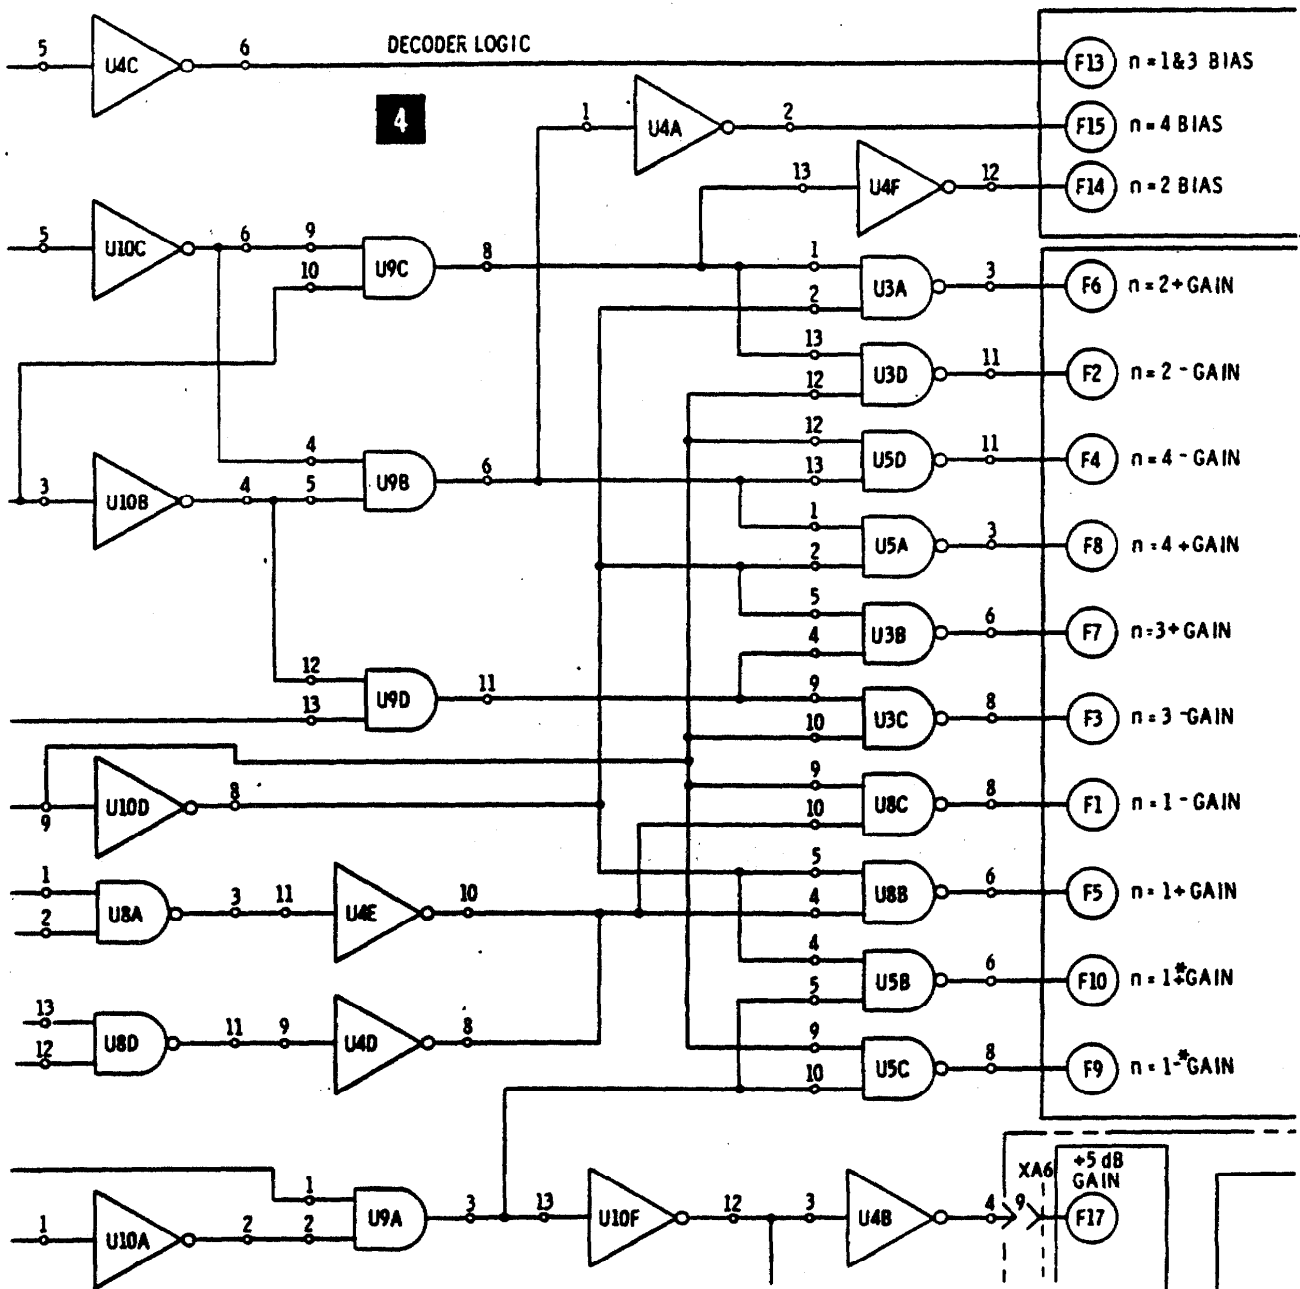 DECODER LOGIC
4
5 U4C 6
F13 n=1&3 BIAS
1 U4A 2
F15 n=4 BIAS
13 U4F 12
F14 n=2 BIAS
5 U10C 6
9 10 U9C 8
1 2 U3A 3
F6 n=2+GAIN
13 12 U3D 11
F2 n=2-GAIN
3 U10B 4
4 5 U9B 6
12 13 U5D 11
F4 n=4-GAIN
1 2 U5A 3
F8 n=4+GAIN
5 4 U3B 6
F7 n=3+GAIN
12 13 U9D 11
9 10 U3C 8
F3 n=3-GAIN
9 U10D 8
9 10 U8C 8
F1 n=1-GAIN
1 2 U8A 3
11 U4E 10
5 4 U8B 6
F5 n=1+GAIN
4 5 U5B 6
F10 n=1+*GAIN
13 12 U8D 11
9 U4D 8
9 10 U5C 8
F9 n=1-*GAIN
1 U10A 2
1 2 U9A 3
13 U10F 12
3 U4B 4
9
XA6
+5 dB
GAIN
F17